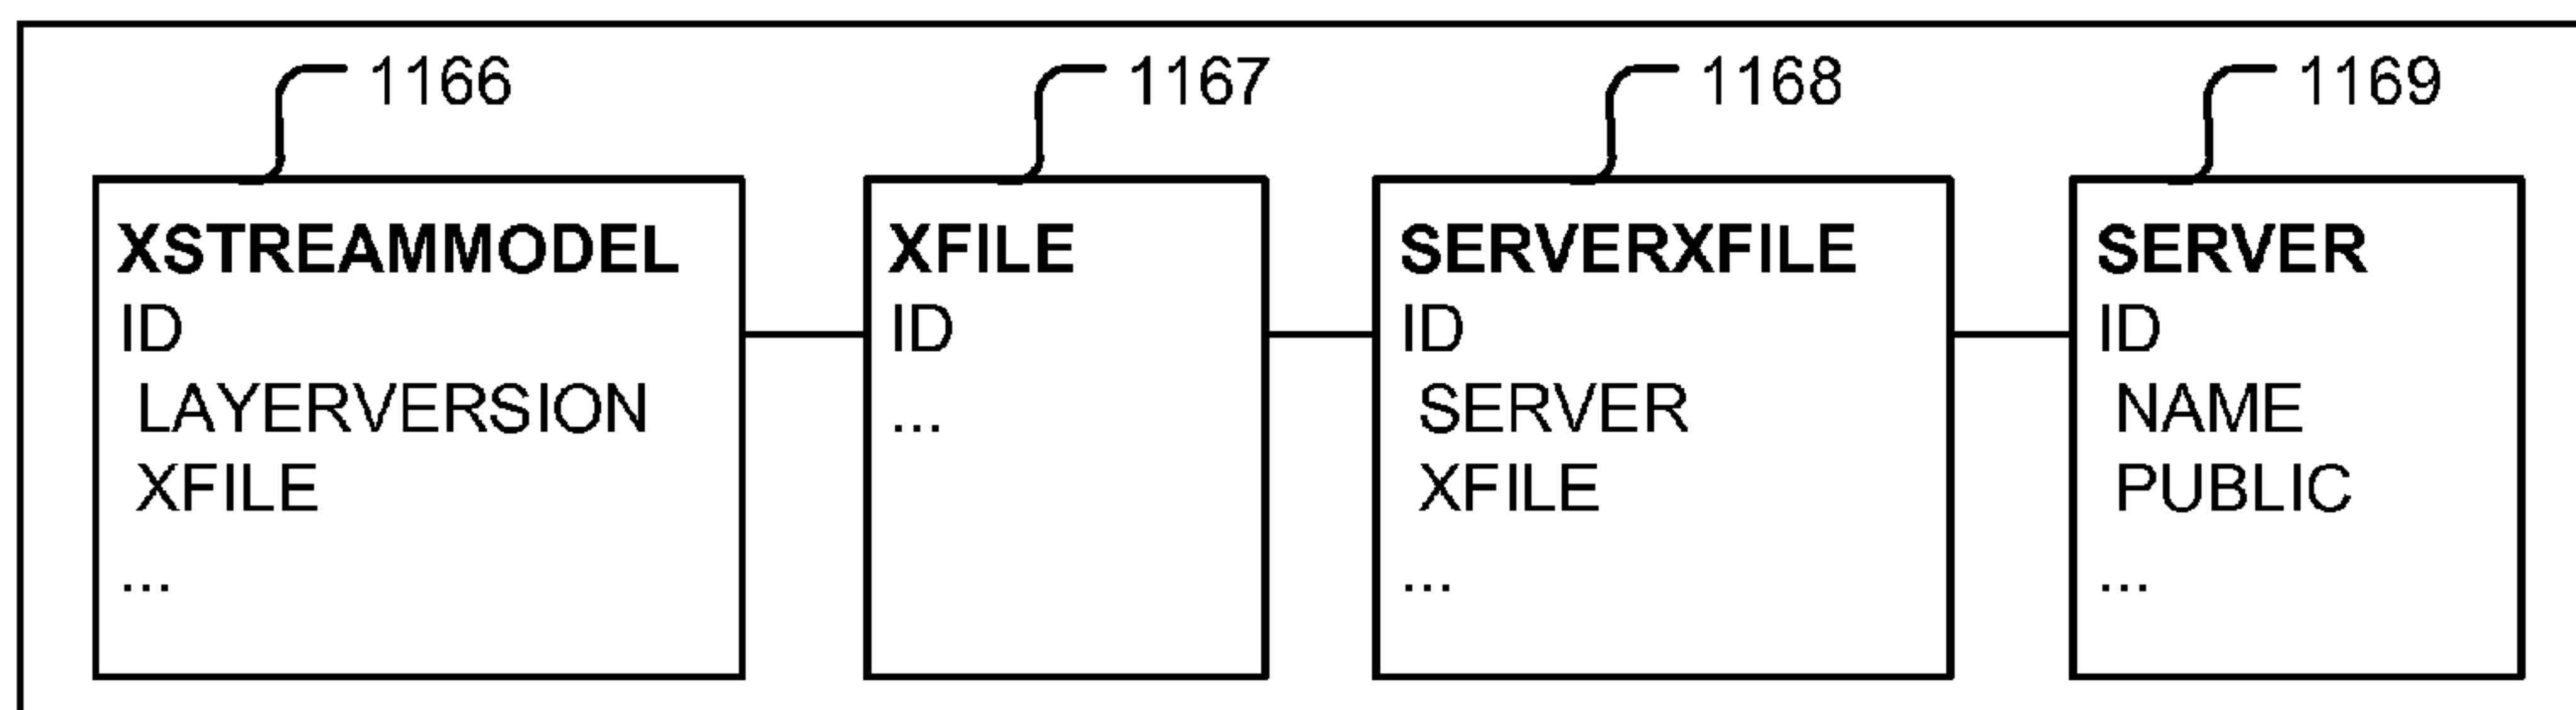 1166
1167
1168
1169
XSTREAMMODEL
ID
LAYERVERSION
XFILE
...
XFILE
ID
...
SERVERXFILE
ID
SERVER
XFILE
...
SERVER
ID
NAME
PUBLIC
...